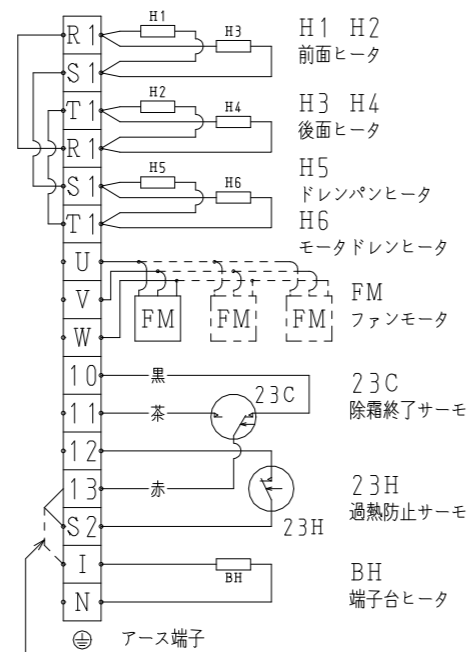 R1
S1
T1
R1
S1
T1
U
V
W
10
11
12
13
S2
I
N
アース端子
H1
H3
H2
H4
H5
H6
FM
FM
FM
黒
茶
赤
23C
23H
BH
H1 H2
前面ヒータ
H3 H4
後面ヒータ
H5
ドレンパンヒータ
H6
モータドレンヒータ
FM
ファンモータ
23C
除霜終了サーモ
23H
過熱防止サーモ
BH
端子台ヒータ